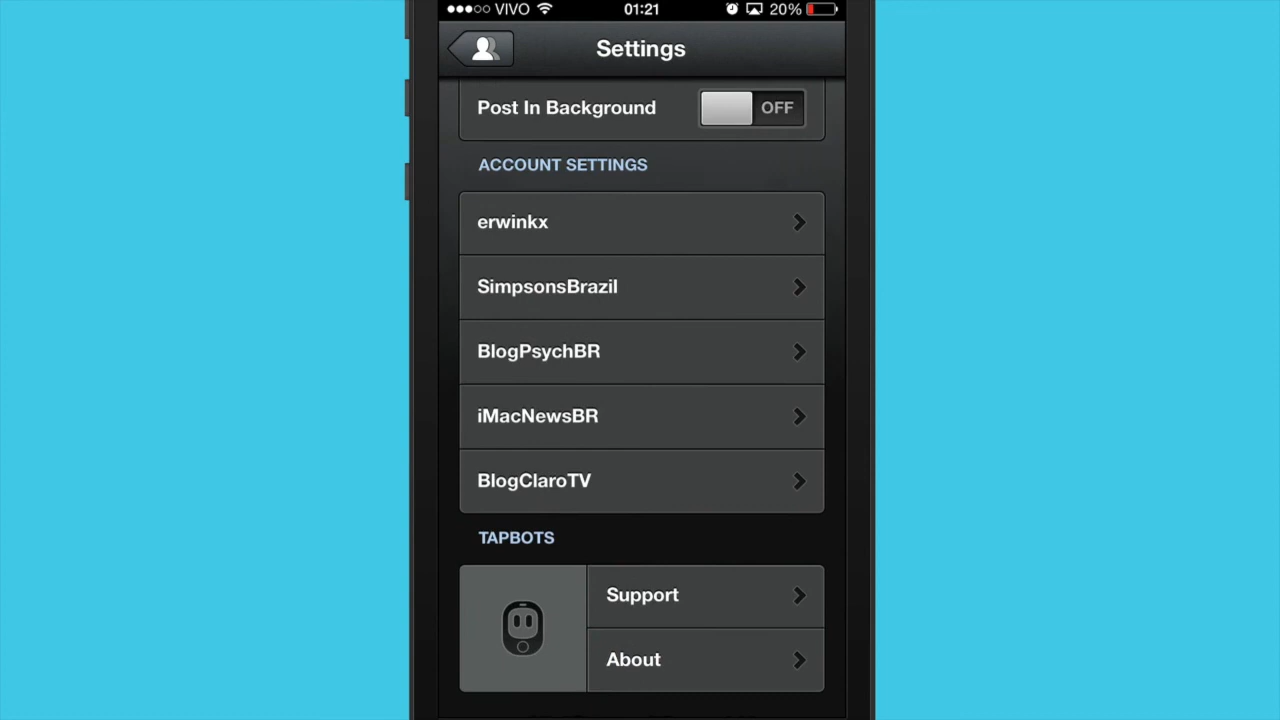 VIVO 01:21 20%
Settings
Post In Background OFF
ACCOUNT SETTINGS
erwinkx
SimpsonsBrazil
BlogPsychBR
iMacNewsBR
BlogClaroTV
TAPBOTS
Support
About